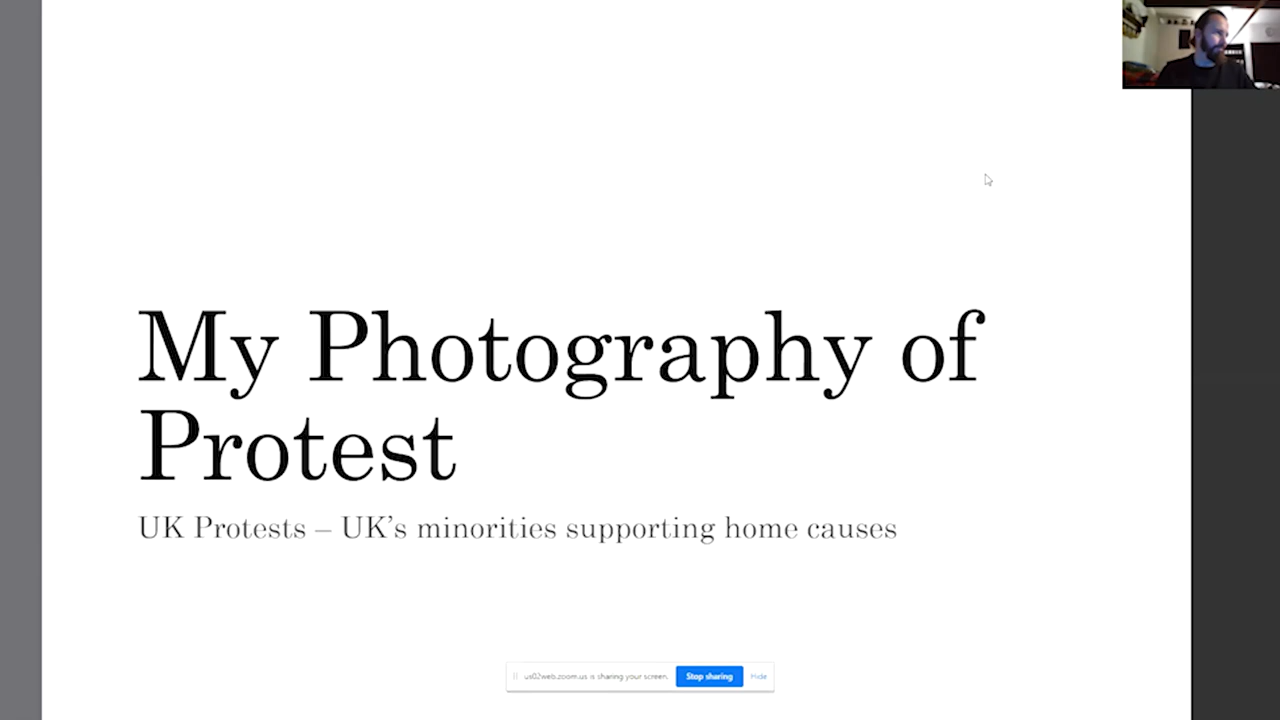 My Photography of
Protest
UK Protests – UK’s minorities supporting home causes
us02web.zoom.us is sharing your screen.
Stop sharing
Hide